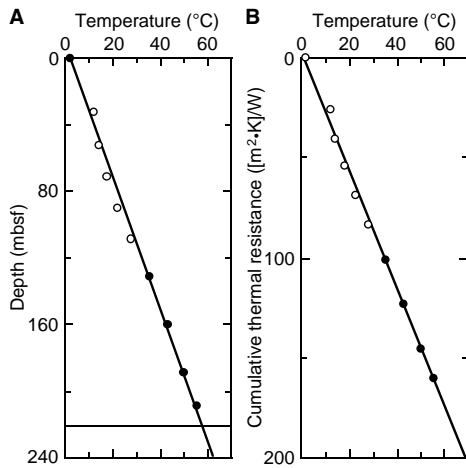 A Temperature (°C)
0 20 40 60
0
80
160
240
Depth (mbsf)
B Temperature (°C)
0 20 40 60
0
100
200
Cumulative thermal resistance ([m²•K]/W)